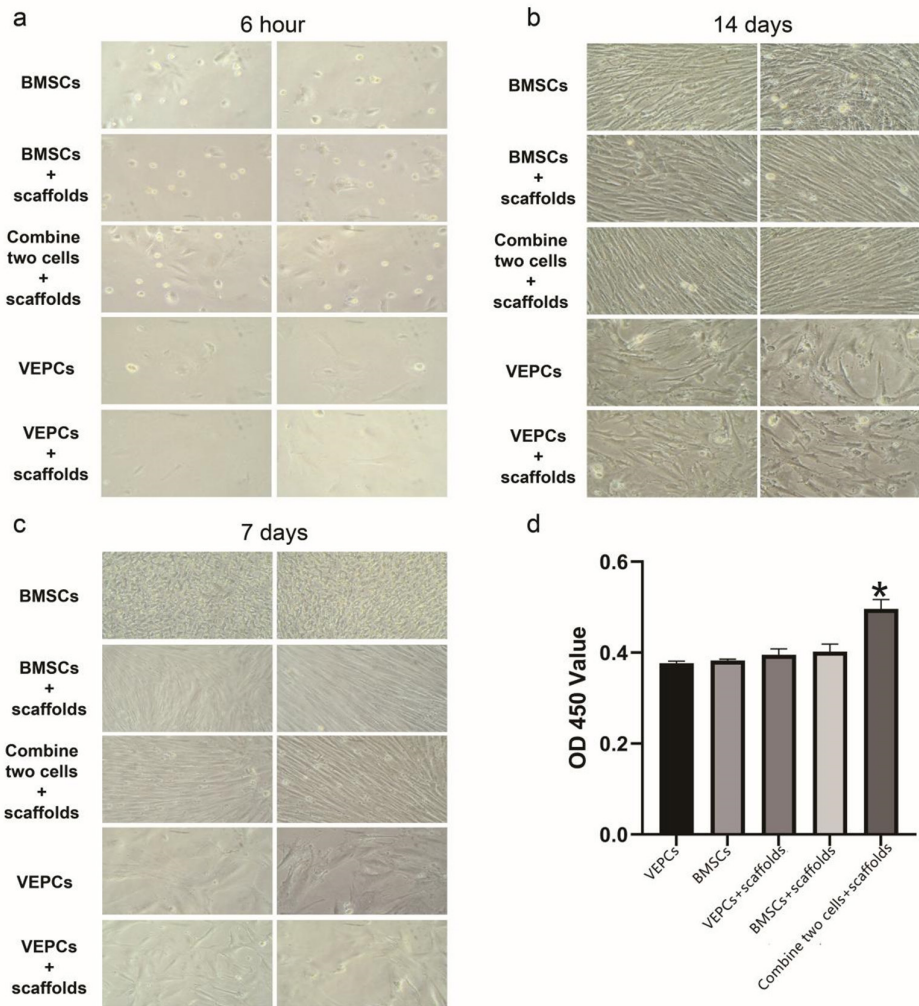 a
6 hour
BMSCs
BMSCs
+
scaffolds
Combine
two cells
+
scaffolds
VEPCs
VEPCs
+
scaffolds
b
14 days
BMSCs
BMSCs
+
scaffolds
Combine
two cells
+
scaffolds
VEPCs
VEPCs
+
scaffolds
c
7 days
BMSCs
BMSCs
+
scaffolds
Combine
two cells
+
scaffolds
VEPCs
VEPCs
+
scaffolds
d
OD 450 Value
0.6
0.4
0.2
0.0
*
VEPCs
BMSCs
VEPCs+scaffolds
BMSCs+scaffolds
Combine two cells+scaffolds